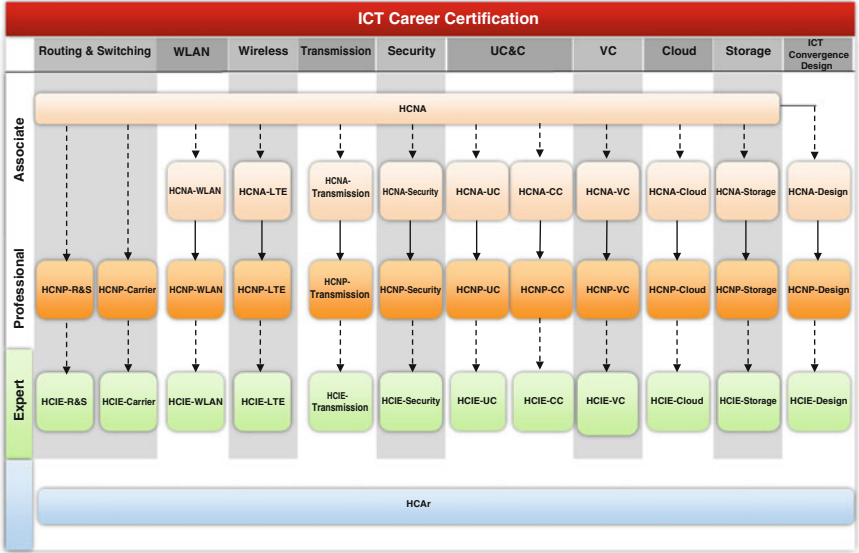 ICT Career Certification
Routing & Switching
WLAN
Wireless
Transmission
Security
UC&C
VC
Cloud
Storage
ICT
Convergence
Design
Associate
HCNA
HCNA-WLAN
HCNA-LTE
HCNA-
Transmission
HCNA-Security
HCNA-UC
HCNA-CC
HCNA-VC
HCNA-Cloud
HCNA-Storage
HCNA-Design
Professional
HCNP-R&S
HCNP-Carrier
HCNP-WLAN
HCNP-LTE
HCNP-
Transmission
HCNP-Security
HCNP-UC
HCNP-CC
HCNP-VC
HCNP-Cloud
HCNP-Storage
HCNP-Design
Expert
HCIE-R&S
HCIE-Carrier
HCIE-WLAN
HCIE-LTE
HCIE-
Transmission
HCIE-Security
HCIE-UC
HCIE-CC
HCIE-VC
HCIE-Cloud
HCIE-Storage
HCIE-Design
HCAr